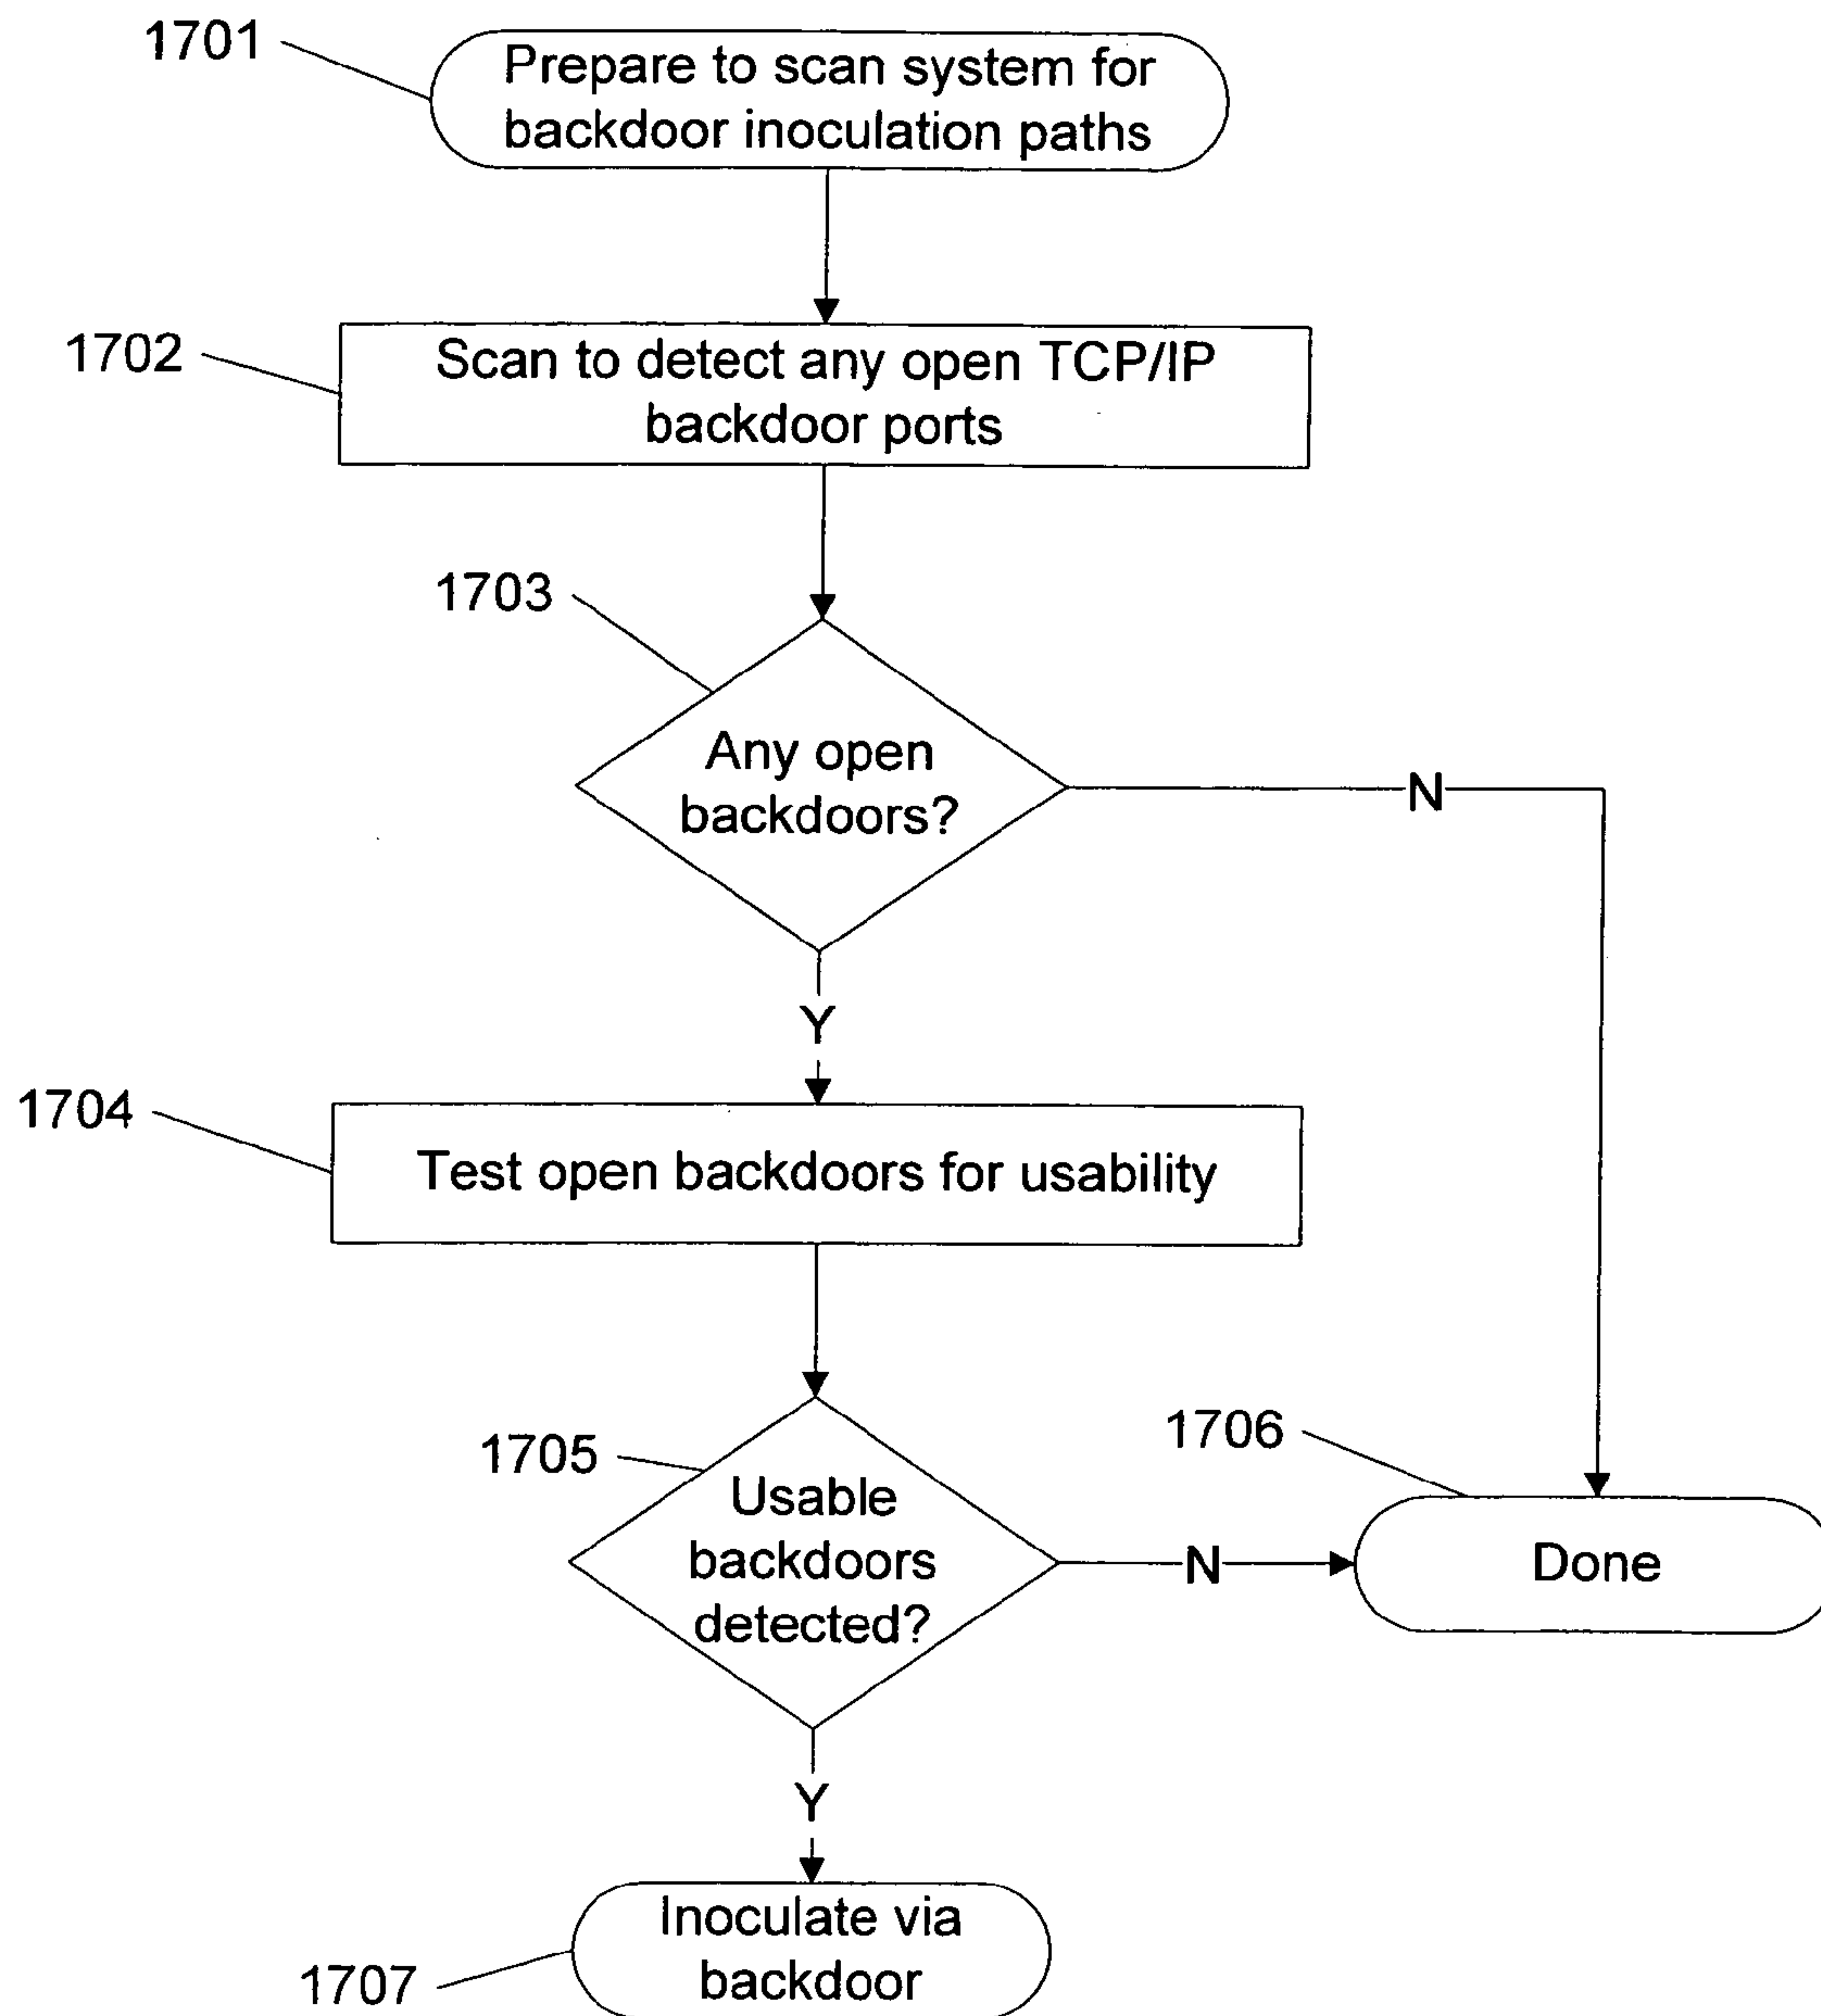 1701
Prepare to scan system for
backdoor inoculation paths
1702
Scan to detect any open TCP/IP
backdoor ports
1703
Any open
backdoors?
N
Y
1704
Test open backdoors for usability
1705
Usable
backdoors
detected?
N
1706
Done
Y
Inoculate via
backdoor
1707